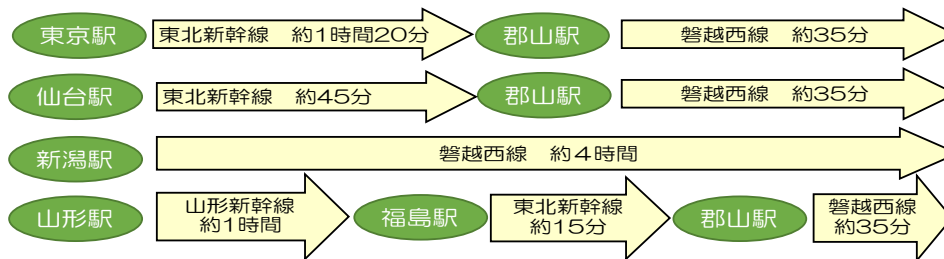 東京駅 東北新幹線 約1時間20分 郡山駅 磐越西線 約35分
仙台駅 東北新幹線 約45分 郡山駅 磐越西線 約35分
新潟駅 磐越西線 約4時間
山形駅 山形新幹線 約1時間 福島駅 東北新幹線 約15分 郡山駅 磐越西線 約35分